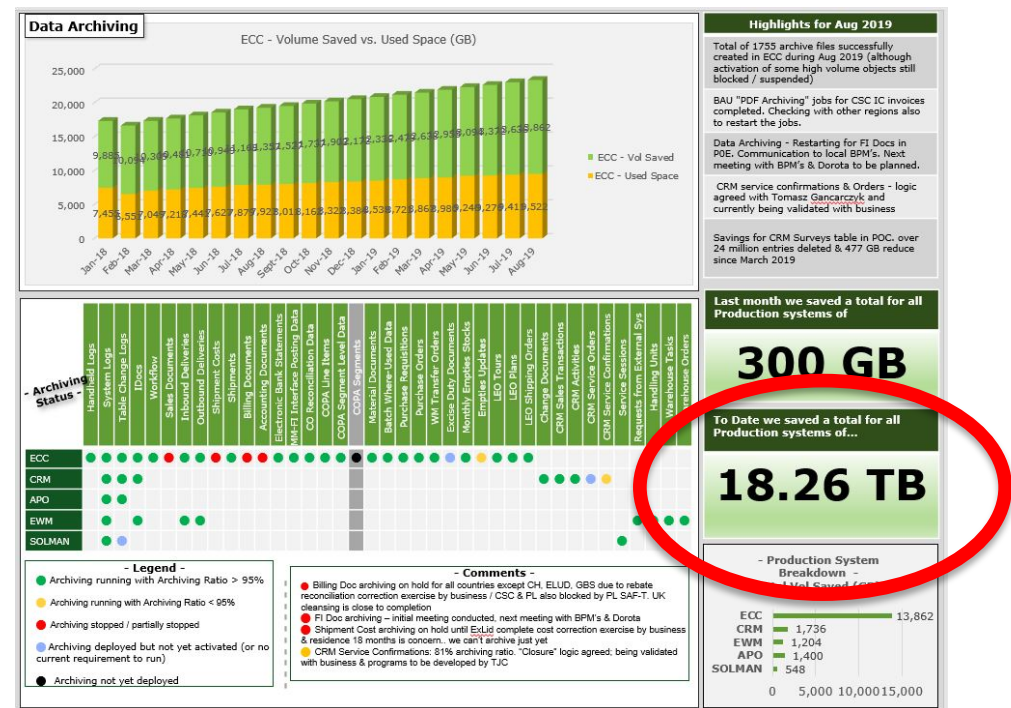 Data Archiving
ECC - Volume Saved vs. Used Space (GB)
25,000
20,000
15,000
10,000
5,000
0
9,885
7,455
Jan-18
Feb-18
Mar-18
Apr-18
May-18
Jun-18
Jul-18
Aug-18
Sept-18
Oct-18
Nov-18
Dec-18
Jan-19
Feb-19
Mar-19
Apr-19
May-19
Jun-19
Jul-19
Aug-19
ECC - Vol Saved
ECC - Used Space
Highlights for Aug 2019
Total of 1755 archive files successfully
created in ECC during Aug 2019 (although
activation of some high volume objects still
blocked / suspended)
BAU "PDF Archiving" jobs for CSC IC invoices
completed. Checking with other regions also
to restart the jobs.
Data Archiving - Restarting for FI Docs in
P0E. Communication to local BPM's. Next
meeting with BPM's & Dorota to be planned.
CRM service confirmations & Orders - logic
agreed with Tomasz Gancarczyk and
currently being validated with business
Savings for CRM Surveys table in POC. over
24 million entries deleted & 477 GB reduce
since March 2019
- Archiving
Status -
Handheld Logs
System Logs
Table Change Logs
IDocs
Workflow
Sales Documents
Inbound Deliveries
Outbound Deliveries
Shipment Costs
Shipments
Billing Documents
Accounting Documents
Electronic Bank Statements
MM-FI Interface Posting Data
CO Reconciliation Data
COPA Line Items
COPA Segment Level Data
COPA Segments
Material Documents
Batch Where-Used Data
Purchase Requisitions
Purchase Orders
WM Transfer Orders
Excise Duty Documents
Monthly Empties Stocks
Empties Updates
LEO Tours
LEO Plans
LEO Shipping Orders
Change Documents
CRM Sales Transactions
CRM Activities
CRM Service Orders
CRM Service Confirmations
Service Sessions
Requests from External Sys
Handling Units
Warehouse Tasks
Warehouse Orders
ECC
CRM
APO
EWM
SOLMAN
Last month we saved a total for all
Production systems of
300 GB
To Date we saved a total for all
Production systems of...
18.26 TB
- Legend -
Archiving running with Archiving Ratio > 95%
Archiving running with Archiving Ratio < 95%
Archiving stopped / partially stopped
Archiving deployed but not yet activated (or no
current requirement to run)
Archiving not yet deployed
- Comments -
Billing Doc archiving on hold for all countries except CH, ELUD, GBS due to rebate
reconciliation correction exercise by business / CSC & PL also blocked by PL SAF-T. UK
cleansing is close to completion
FI Doc archiving – initial meeting conducted, next meeting with BPM's & Dorota
Shipment Cost archiving on hold until ExLid complete cost correction exercise by business
& residence 18 months is concern.. we can't archive just yet
CRM Service Confirmations: 81% archiving ratio. "Closure" logic agreed; being validated
with business & programs to be developed by TJC
- Production System
Breakdown -
Vol Saved
ECC 13,862
CRM 1,736
EWM 1,204
APO 1,400
SOLMAN 548
0 5,000 10,000 15,000